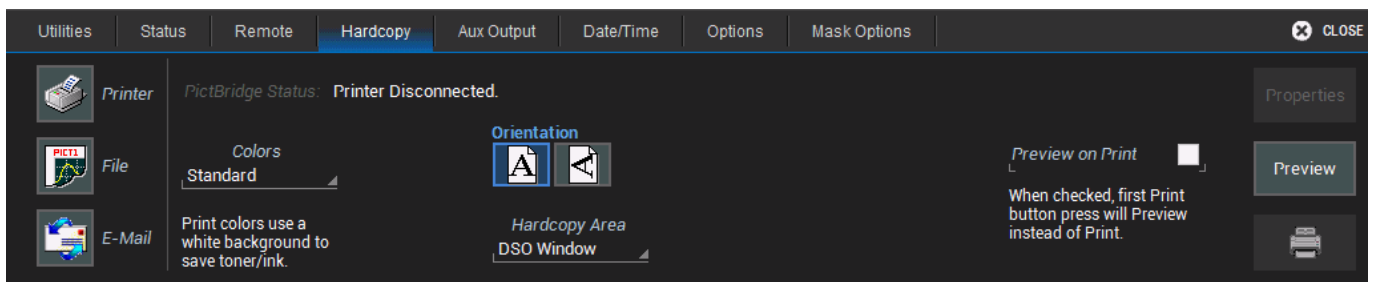 Utilities Status Remote Hardcopy Aux Output Date/Time Options Mask Options CLOSE
Printer
PictBridge Status: Printer Disconnected.
Properties
PICT1
File
Colors
Standard
Orientation
A A
Preview on Print
Preview
When checked, first Print
button press will Preview
instead of Print.
E-Mail
Print colors use a
white background to
save toner/ink.
Hardcopy Area
DSO Window